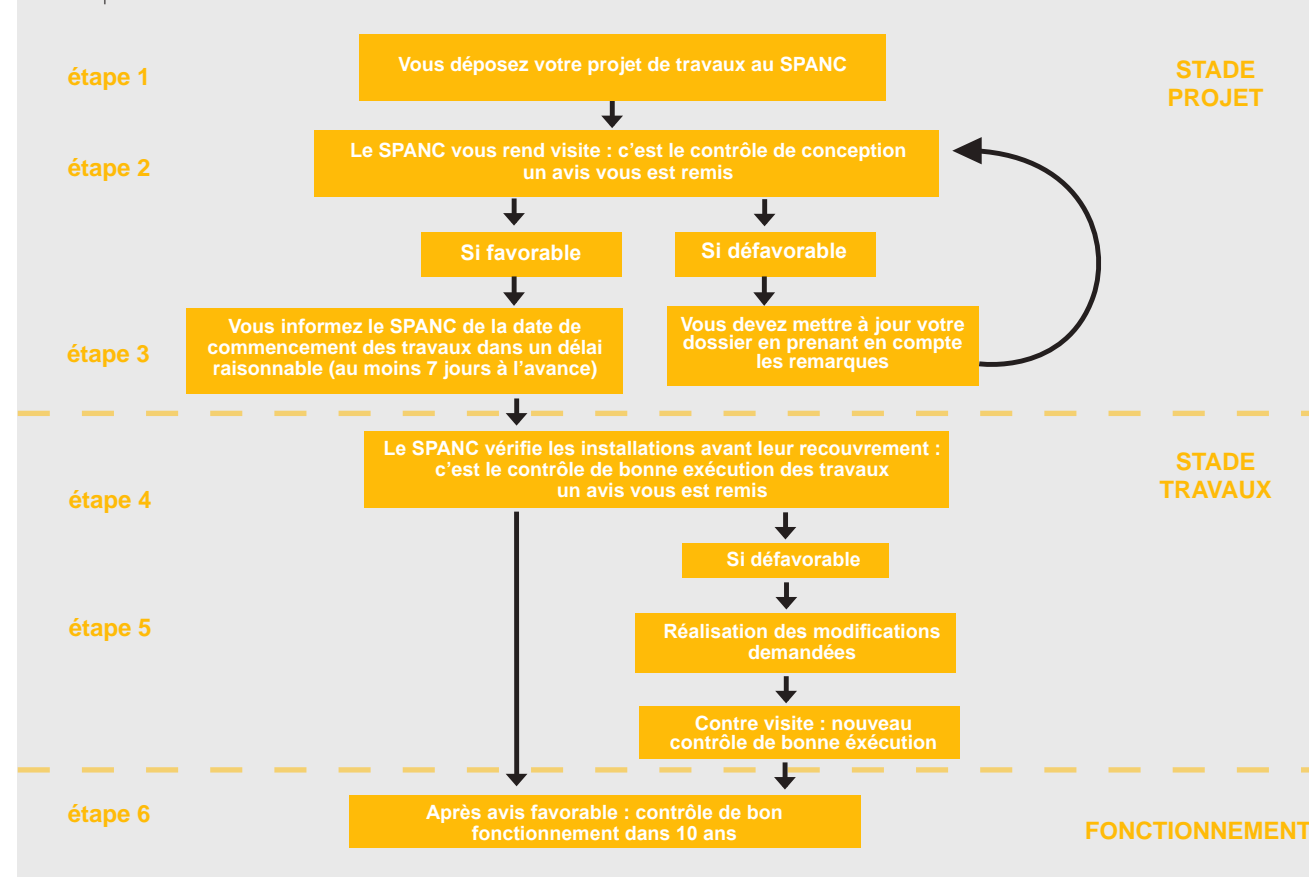 étape 1
Vous déposez votre projet de travaux au SPANC
STADE
PROJET
étape 2
Le SPANC vous rend visite : c’est le contrôle de conception
un avis vous est remis
Si favorable
Si défavorable
étape 3
Vous informez le SPANC de la date de
commencement des travaux dans un délai
raisonnable (au moins 7 jours à l’avance)
Vous devez mettre à jour votre
dossier en prenant en compte
les remarques
étape 4
Le SPANC vérifie les installations avant leur recouvrement :
c’est le contrôle de bonne exécution des travaux
un avis vous est remis
STADE
TRAVAUX
Si défavorable
étape 5
Réalisation des modifications
demandées
Contre visite : nouveau
contrôle de bonne éxécution
étape 6
Après avis favorable : contrôle de bon
fonctionnement dans 10 ans
FONCTIONNEMENT